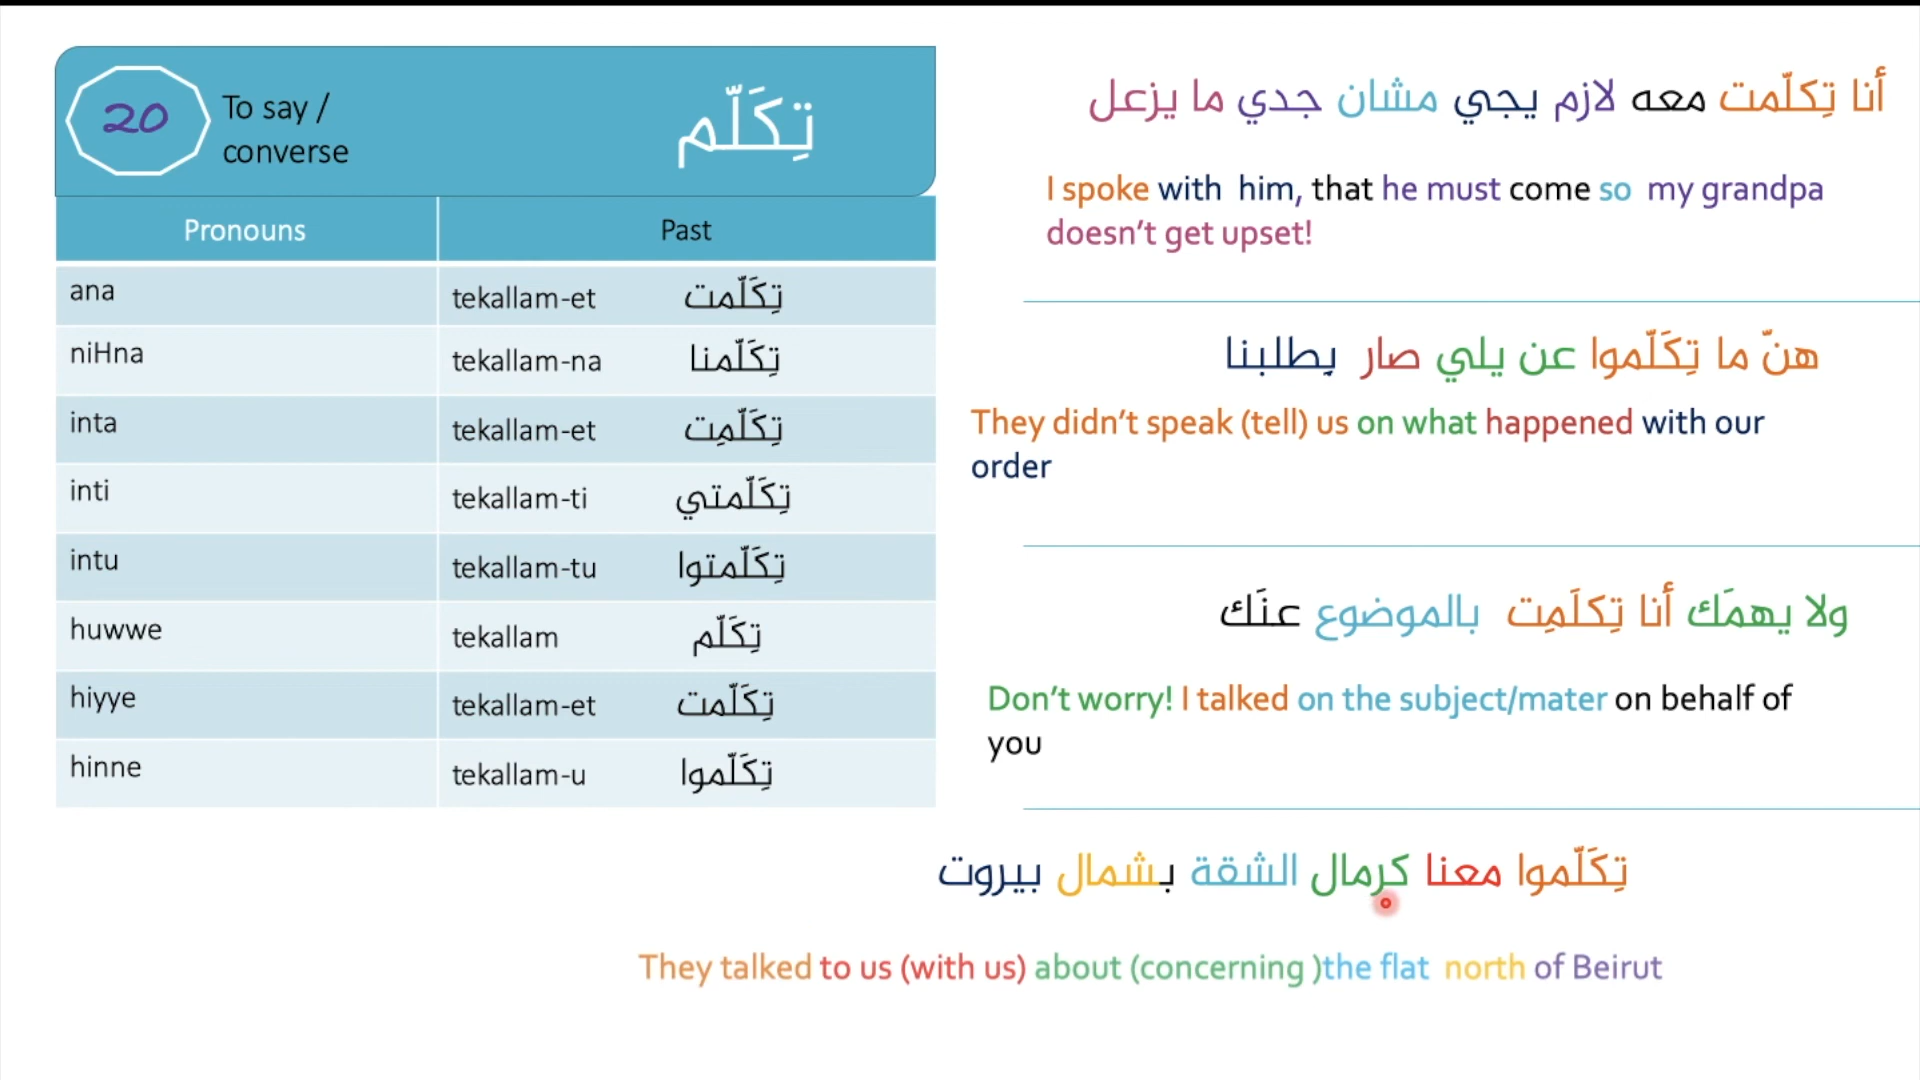 20
To say /
converse
تِكَلّم
Pronouns Past
ana tekallam-et تِكَلّمت
niHna tekallam-na تِكَلّمنا
inta tekallam-et تِكَلّمِت
inti tekallam-ti تِكَلّمتي
intu tekallam-tu تِكَلّمتوا
huwwe tekallam تِكَلّم
hiyye tekallam-et تِكَلّمت
hinne tekallam-u تِكَلّموا
أنا تِكلّمت معه لازم يجي مشان جدي ما يزعل
I spoke with him, that he must come so my grandpa
doesn't get upset!
هنّ ما تِكَلّموا عن يلي صار بِطلبنا
They didn't speak (tell) us on what happened with our
order
ولا يهمَك أنا تِكلَمِت بالموضوع عنَك
Don't worry! I talked on the subject/mater on behalf of
you
تِكَلّموا معنا كرمال الشقة بشمال بيروت
They talked to us (with us) about (concerning )the flat north of Beirut